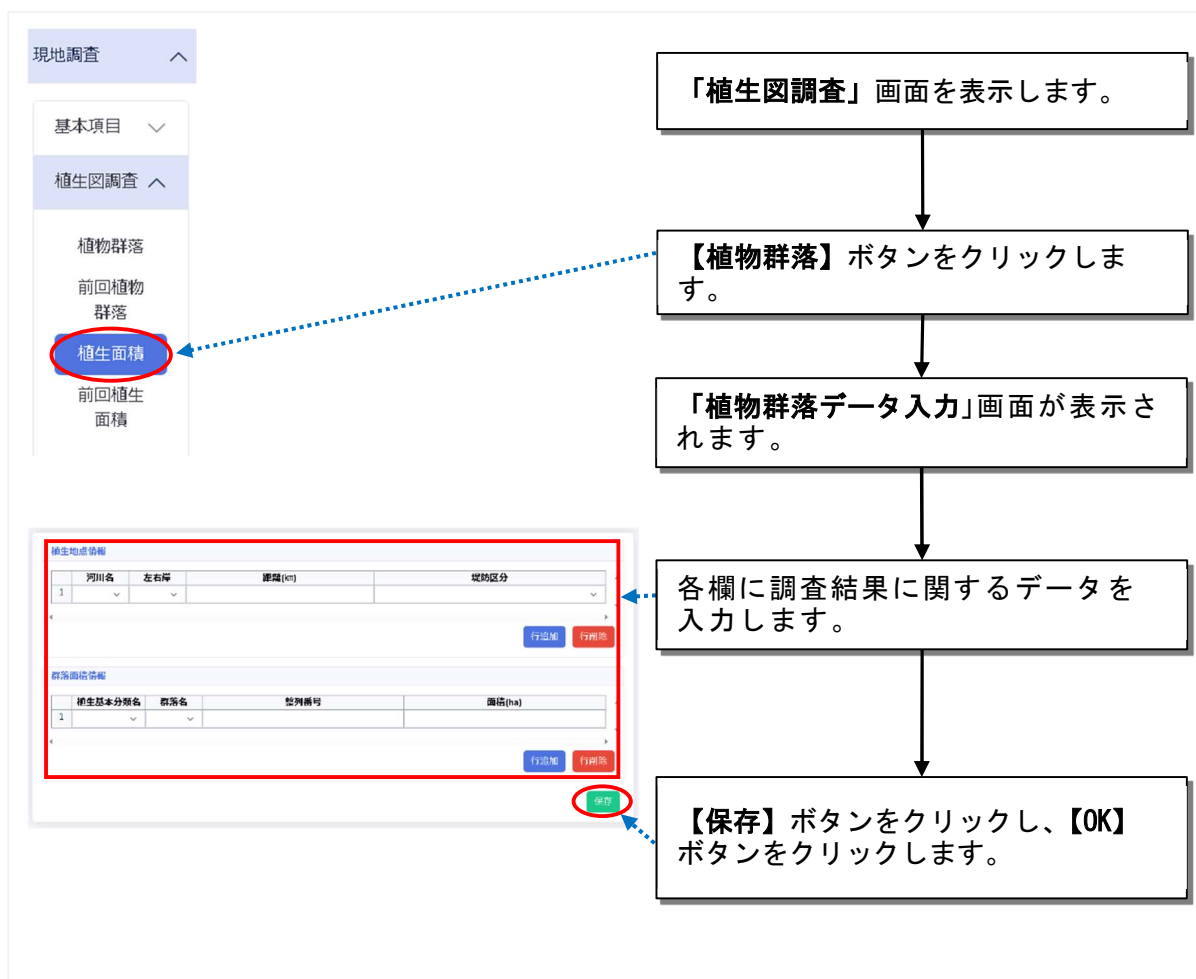 現地調査
基本項目
植生図調査
植物群落
前回植物
群落
植生面積
前回植生
面積
「植生図調査」画面を表示します。
【植物群落】ボタンをクリックしま
す。
「植物群落データ入力」画面が表示さ
れます。
各欄に調査結果に関するデータを
入力します。
【保存】ボタンをクリックし、【OK】
ボタンをクリックします。
植生地点情報
河川名 左右岸 距離(km) 堤防区分
1
行追加 行削除
群落面積情報
植生基本分類名 群落名 整列番号 面積(ha)
1
行追加 行削除
保存